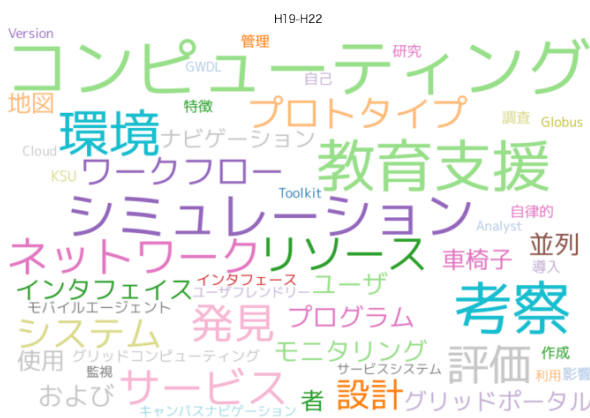 H19-H22
Version
管理
研究
コンピューティング
GWDL
自己
地図
特徴
プロトタイプ
調査
Globus
環境
ナビゲーション
Cloud
KSU
ワークフロー
教育支援
Toolkit
シミュレーション
自律的
Analyst
ネットワーク
リソース
車椅子
並列
導入
インタフェイス
インタフェース
ユーザフレンドリー
ユーザ
モバイルエージェント
システム
発見
プログラム
考察
使用
グリッドコンピューティング
モニタリング
評価
作成
監視
サービスシステム
利用
影響
および
サービス
者
設計
グリッドポータル
キャンパスナビゲーション